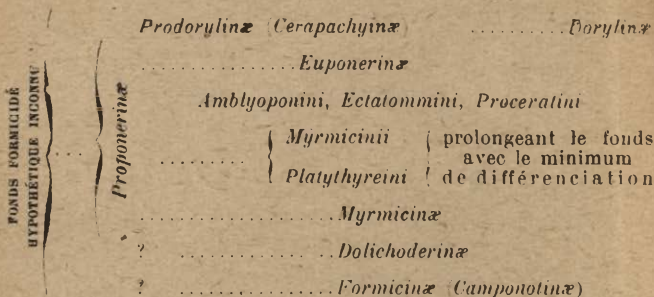 FONDS FORMICIDÉ
HYPOTHÉTIQUE INCONNU
Proponerinæ
Prodorylinæ (Cerapachyinæ) ......... Dorylinæ
................ Euponerinæ
Amblyoponini, Ectatommini, Proceratini
Myrmicinii
prolongeant le fonds
avec le minimum
......... Platythyreini
de différenciation
................... Myrmicinæ
? ................ Dolichoderinæ
? ................ Formicinæ (Camponotinæ)